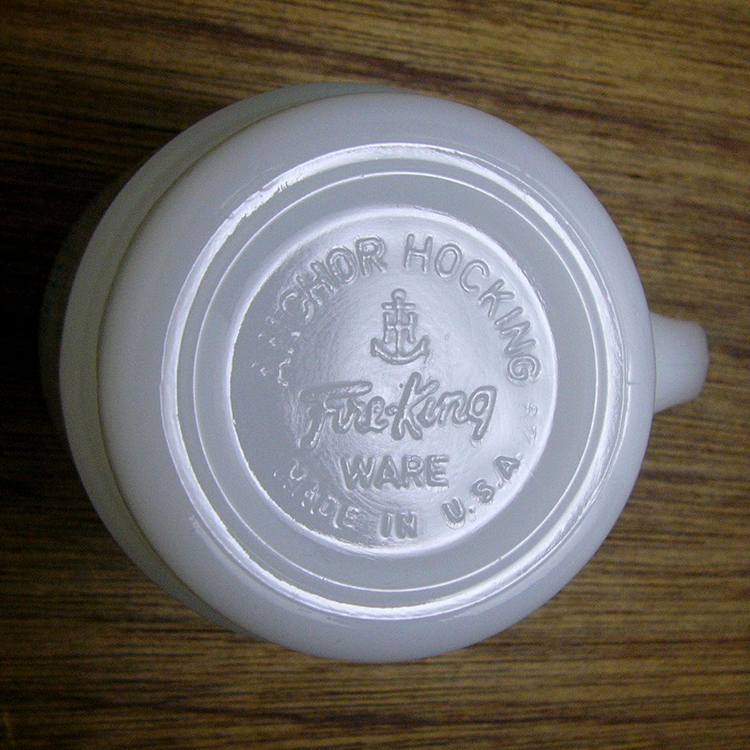 ANCHOR HOCKING
Fire-King
WARE
MADE IN U.S.A